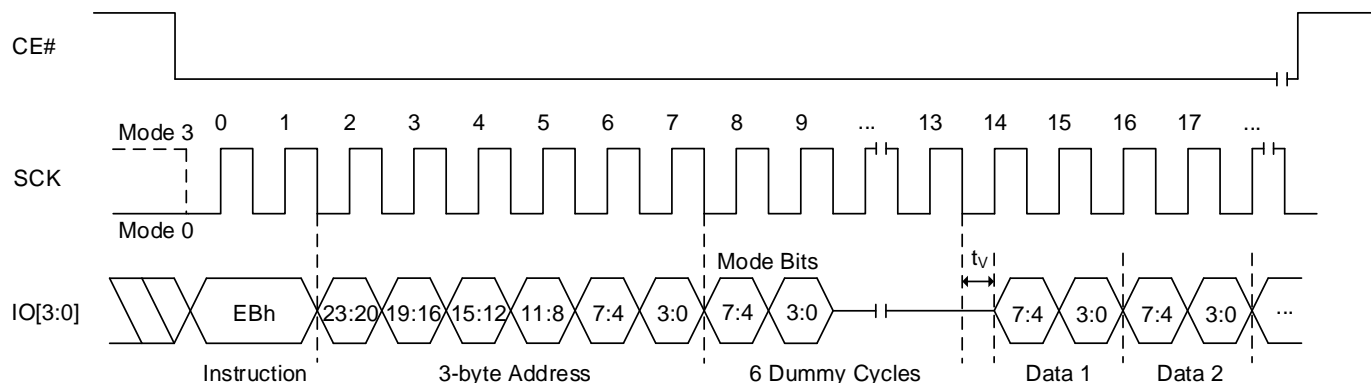 CE#
0 1 2 3 4 5 6 7 8 9 ... 13 14 15 16 17 ...
Mode 3
SCK
Mode 0
Mode Bits
tV
IO[3:0]
EBh 23:20 19:16 15:12 11:8 7:4 3:0 7:4 3:0 7:4 3:0 7:4 3:0 ...
Instruction 3-byte Address 6 Dummy Cycles Data 1 Data 2